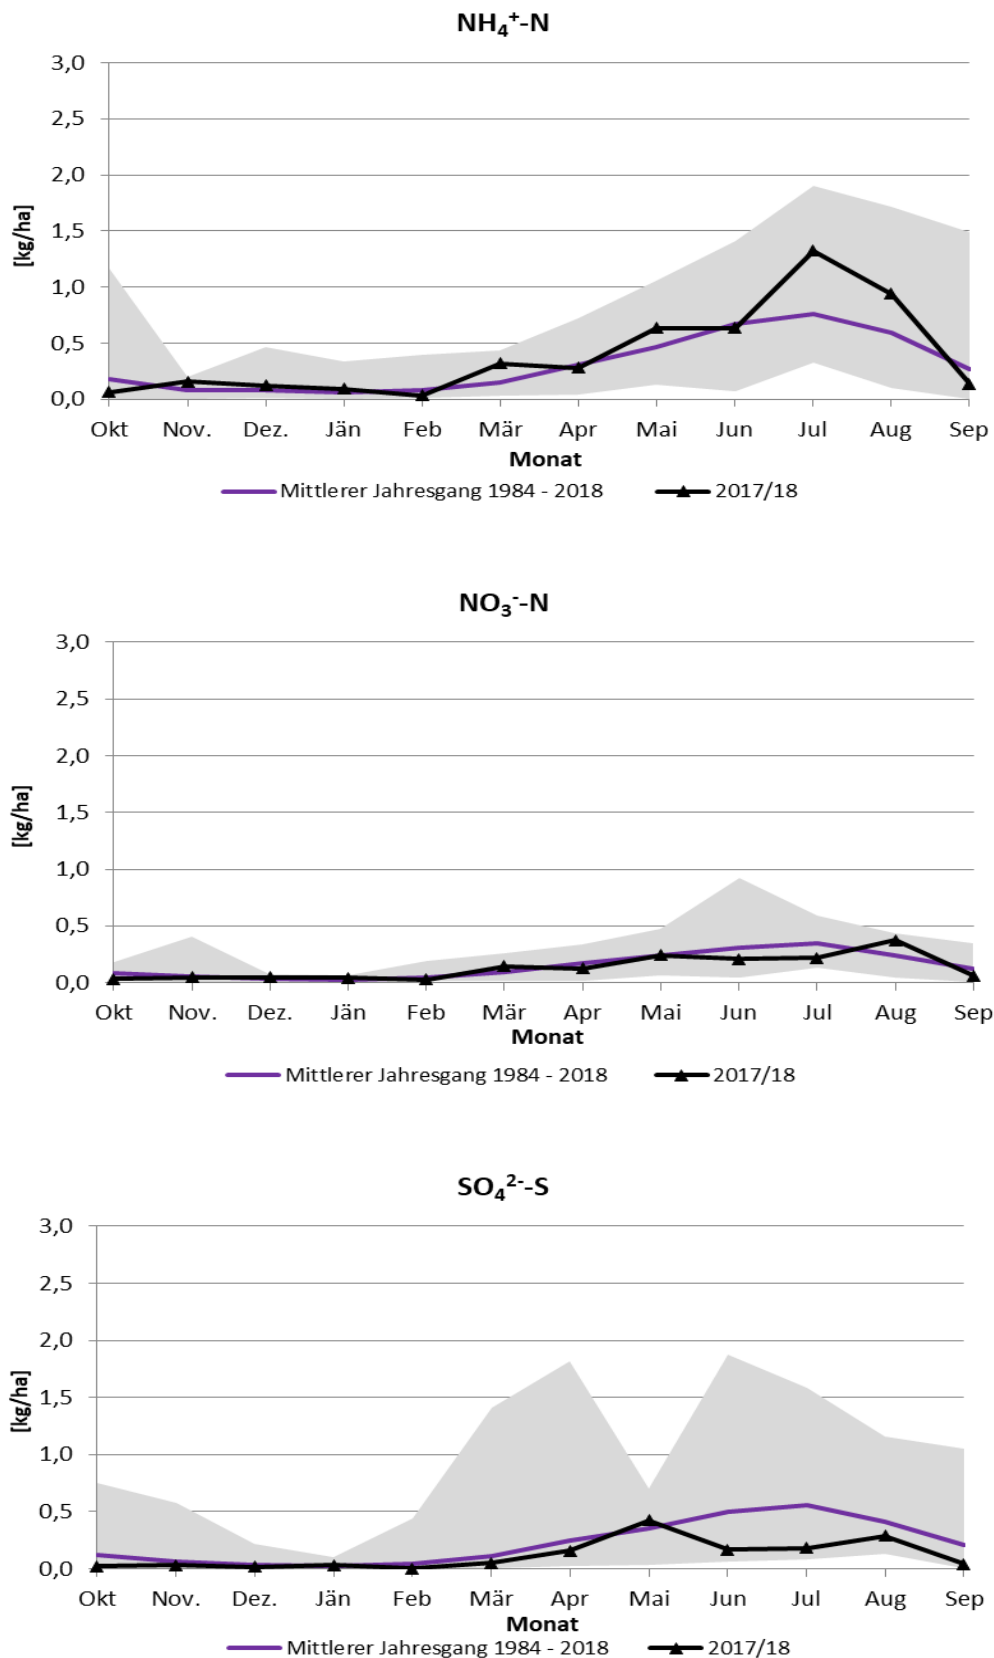 NH₄⁺-N
3,0
2,5
2,0
1,5
1,0
0,5
0,0
[kg/ha]
Okt Nov. Dez. Jän Feb Mär Apr Mai Jun Jul Aug Sep
Monat
Mittlerer Jahresgang 1984 - 2018 2017/18
NO₃⁻-N
3,0
2,5
2,0
1,5
1,0
0,5
0,0
[kg/ha]
Okt Nov. Dez. Jän Feb Mär Apr Mai Jun Jul Aug Sep
Monat
Mittlerer Jahresgang 1984 - 2018 2017/18
SO₄²⁻-S
3,0
2,5
2,0
1,5
1,0
0,5
0,0
[kg/ha]
Okt Nov. Dez. Jän Feb Mär Apr Mai Jun Jul Aug Sep
Monat
Mittlerer Jahresgang 1984 - 2018 2017/18